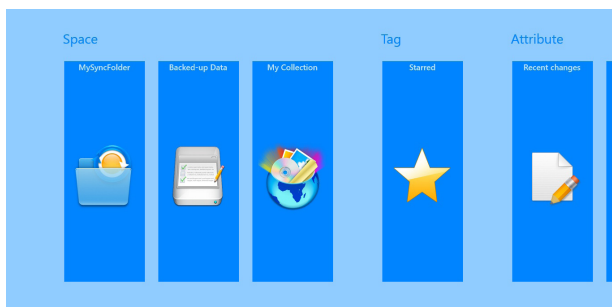 Space
Tag
Attribute
MySyncFolder
Backed-up Data
My Collection
Starred
Recent changes